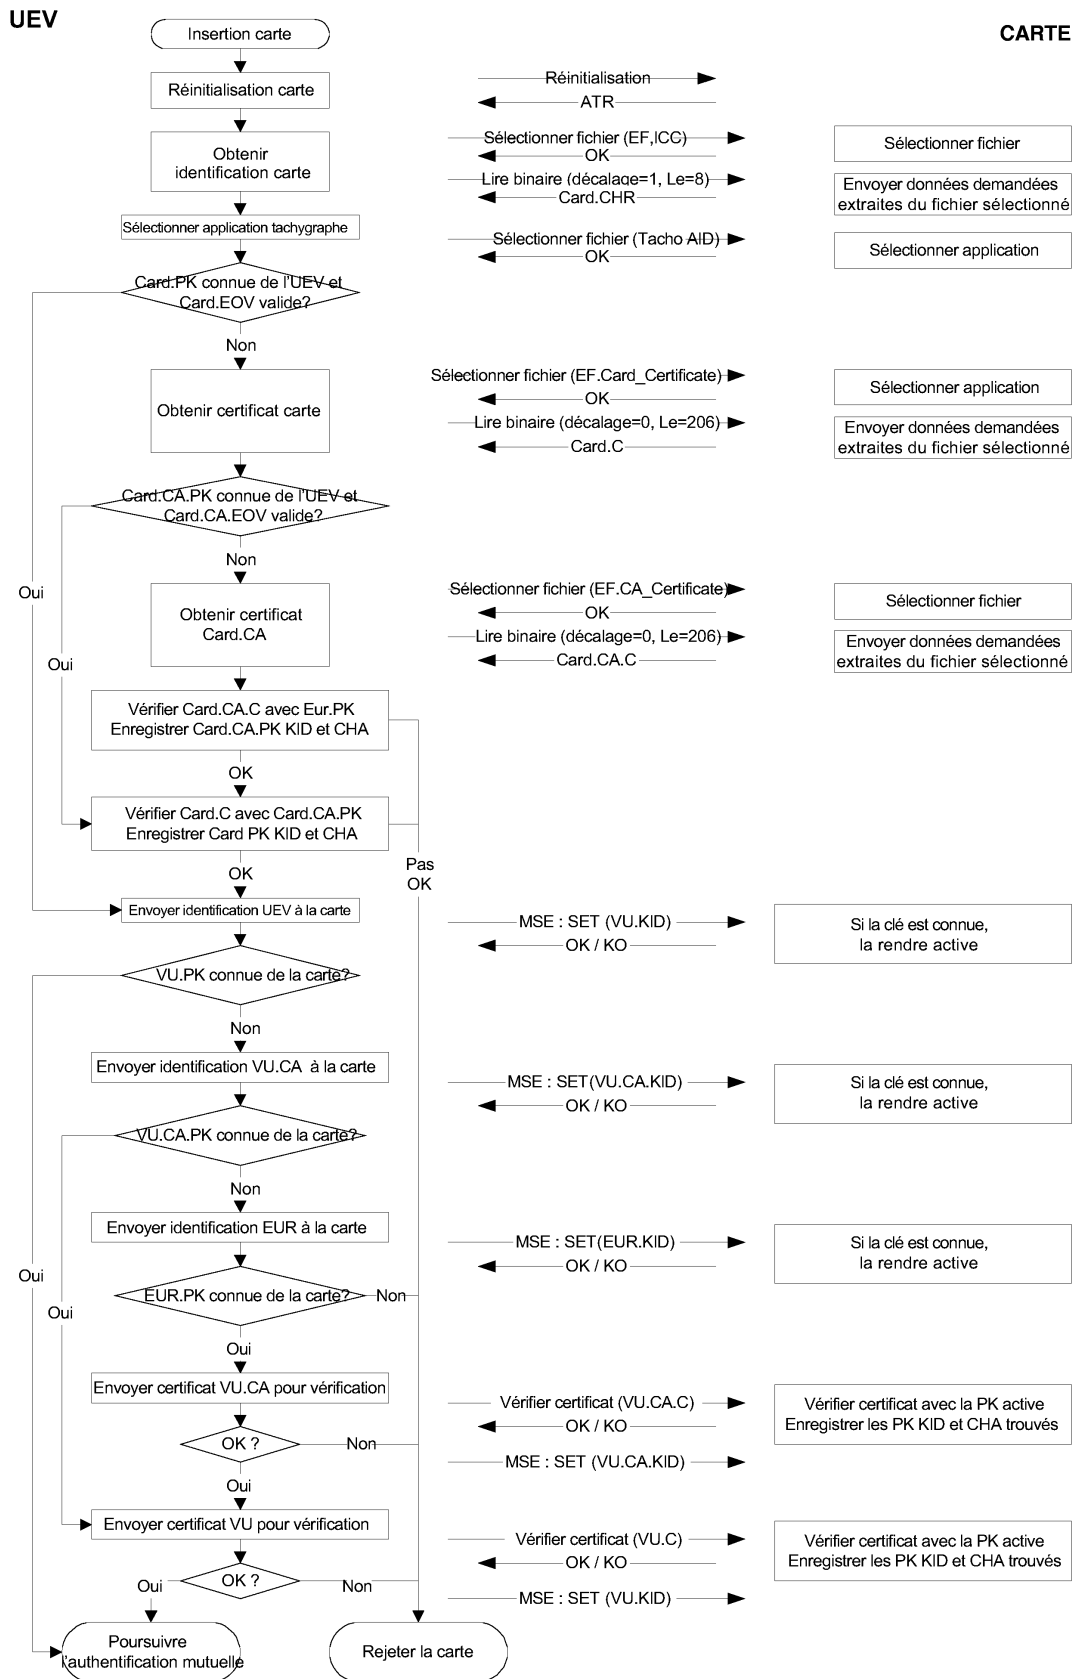 UEV
CARTE
Insertion carte
Réinitialisation carte
Réinitialisation
ATR
Obtenir
identification carte
Sélectionner fichier (EF,ICC)
OK
Sélectionner fichier
Lire binaire (décalage=1, Le=8)
Card.CHR
Envoyer données demandées
extraites du fichier sélectionné
Sélectionner application tachygraphe
Sélectionner fichier (Tacho AID)
OK
Sélectionner application
Card.PK connue de l'UEV et
Card.EOV valide?
Non
Obtenir certificat carte
Sélectionner fichier (EF.Card_Certificate)
OK
Sélectionner application
Lire binaire (décalage=0, Le=206)
Card.C
Envoyer données demandées
extraites du fichier sélectionné
Card.CA.PK connue de l'UEV et
Card.CA.EOV valide?
Non
Oui
Obtenir certificat
Card.CA
Sélectionner fichier (EF.CA_Certificate)
OK
Sélectionner fichier
Lire binaire (décalage=0, Le=206)
Card.CA.C
Envoyer données demandées
extraites du fichier sélectionné
Oui
Vérifier Card.CA.C avec Eur.PK
Enregistrer Card.CA.PK KID et CHA
OK
Vérifier Card.C avec Card.CA.PK
Enregistrer Card PK KID et CHA
Pas
OK
OK
Envoyer identification UEV à la carte
MSE : SET (VU.KID)
OK / KO
Si la clé est connue,
la rendre active
VU.PK connue de la carte?
Non
Envoyer identification VU.CA à la carte
MSE : SET(VU.CA.KID)
OK / KO
Si la clé est connue,
la rendre active
VU.CA.PK connue de la carte?
Non
Envoyer identification EUR à la carte
MSE : SET(EUR.KID)
OK / KO
Si la clé est connue,
la rendre active
Oui
EUR.PK connue de la carte?
Non
Oui
Oui
Envoyer certificat VU.CA pour vérification
Vérifier certificat (VU.CA.C)
OK / KO
Vérifier certificat avec la PK active
Enregistrer les PK KID et CHA trouvés
OK ?
Non
MSE : SET (VU.CA.KID)
Oui
Envoyer certificat VU pour vérification
Vérifier certificat (VU.C)
OK / KO
Vérifier certificat avec la PK active
Enregistrer les PK KID et CHA trouvés
OK ?
Oui
Non
MSE : SET (VU.KID)
Poursuivre
l'authentification mutuelle
Rejeter la carte